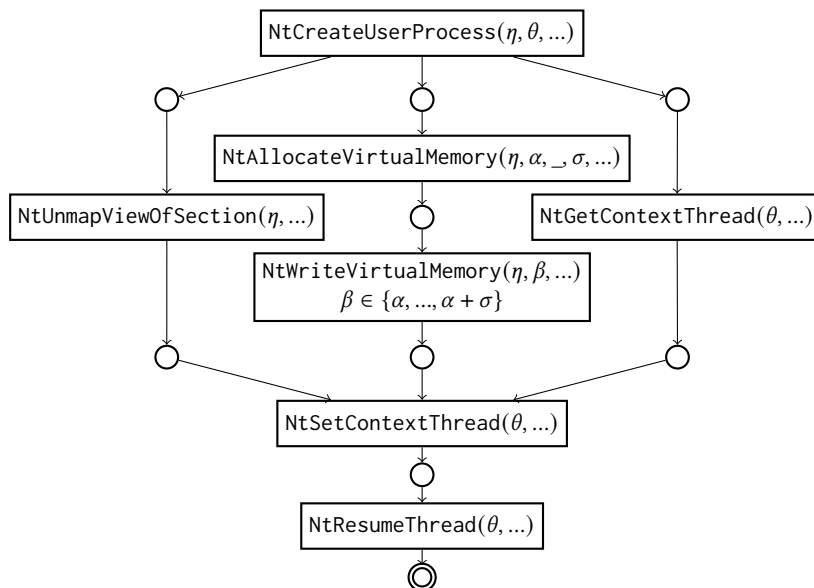 NtCreateUserProcess(η, θ, ...)
NtAllocateVirtualMemory(η, α, _, σ, ...)
NtUnmapViewOfSection(η, ...)
NtGetContextThread(θ, ...)
NtWriteVirtualMemory(η, β, ...)
β ∈ {α, ..., α + σ}
NtSetContextThread(θ, ...)
NtResumeThread(θ, ...)